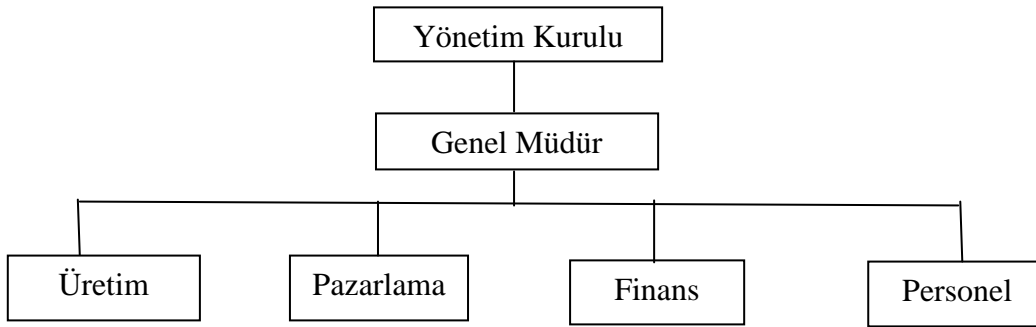 Yönetim Kurulu
Genel Müdür
Üretim
Pazarlama
Finans
Personel